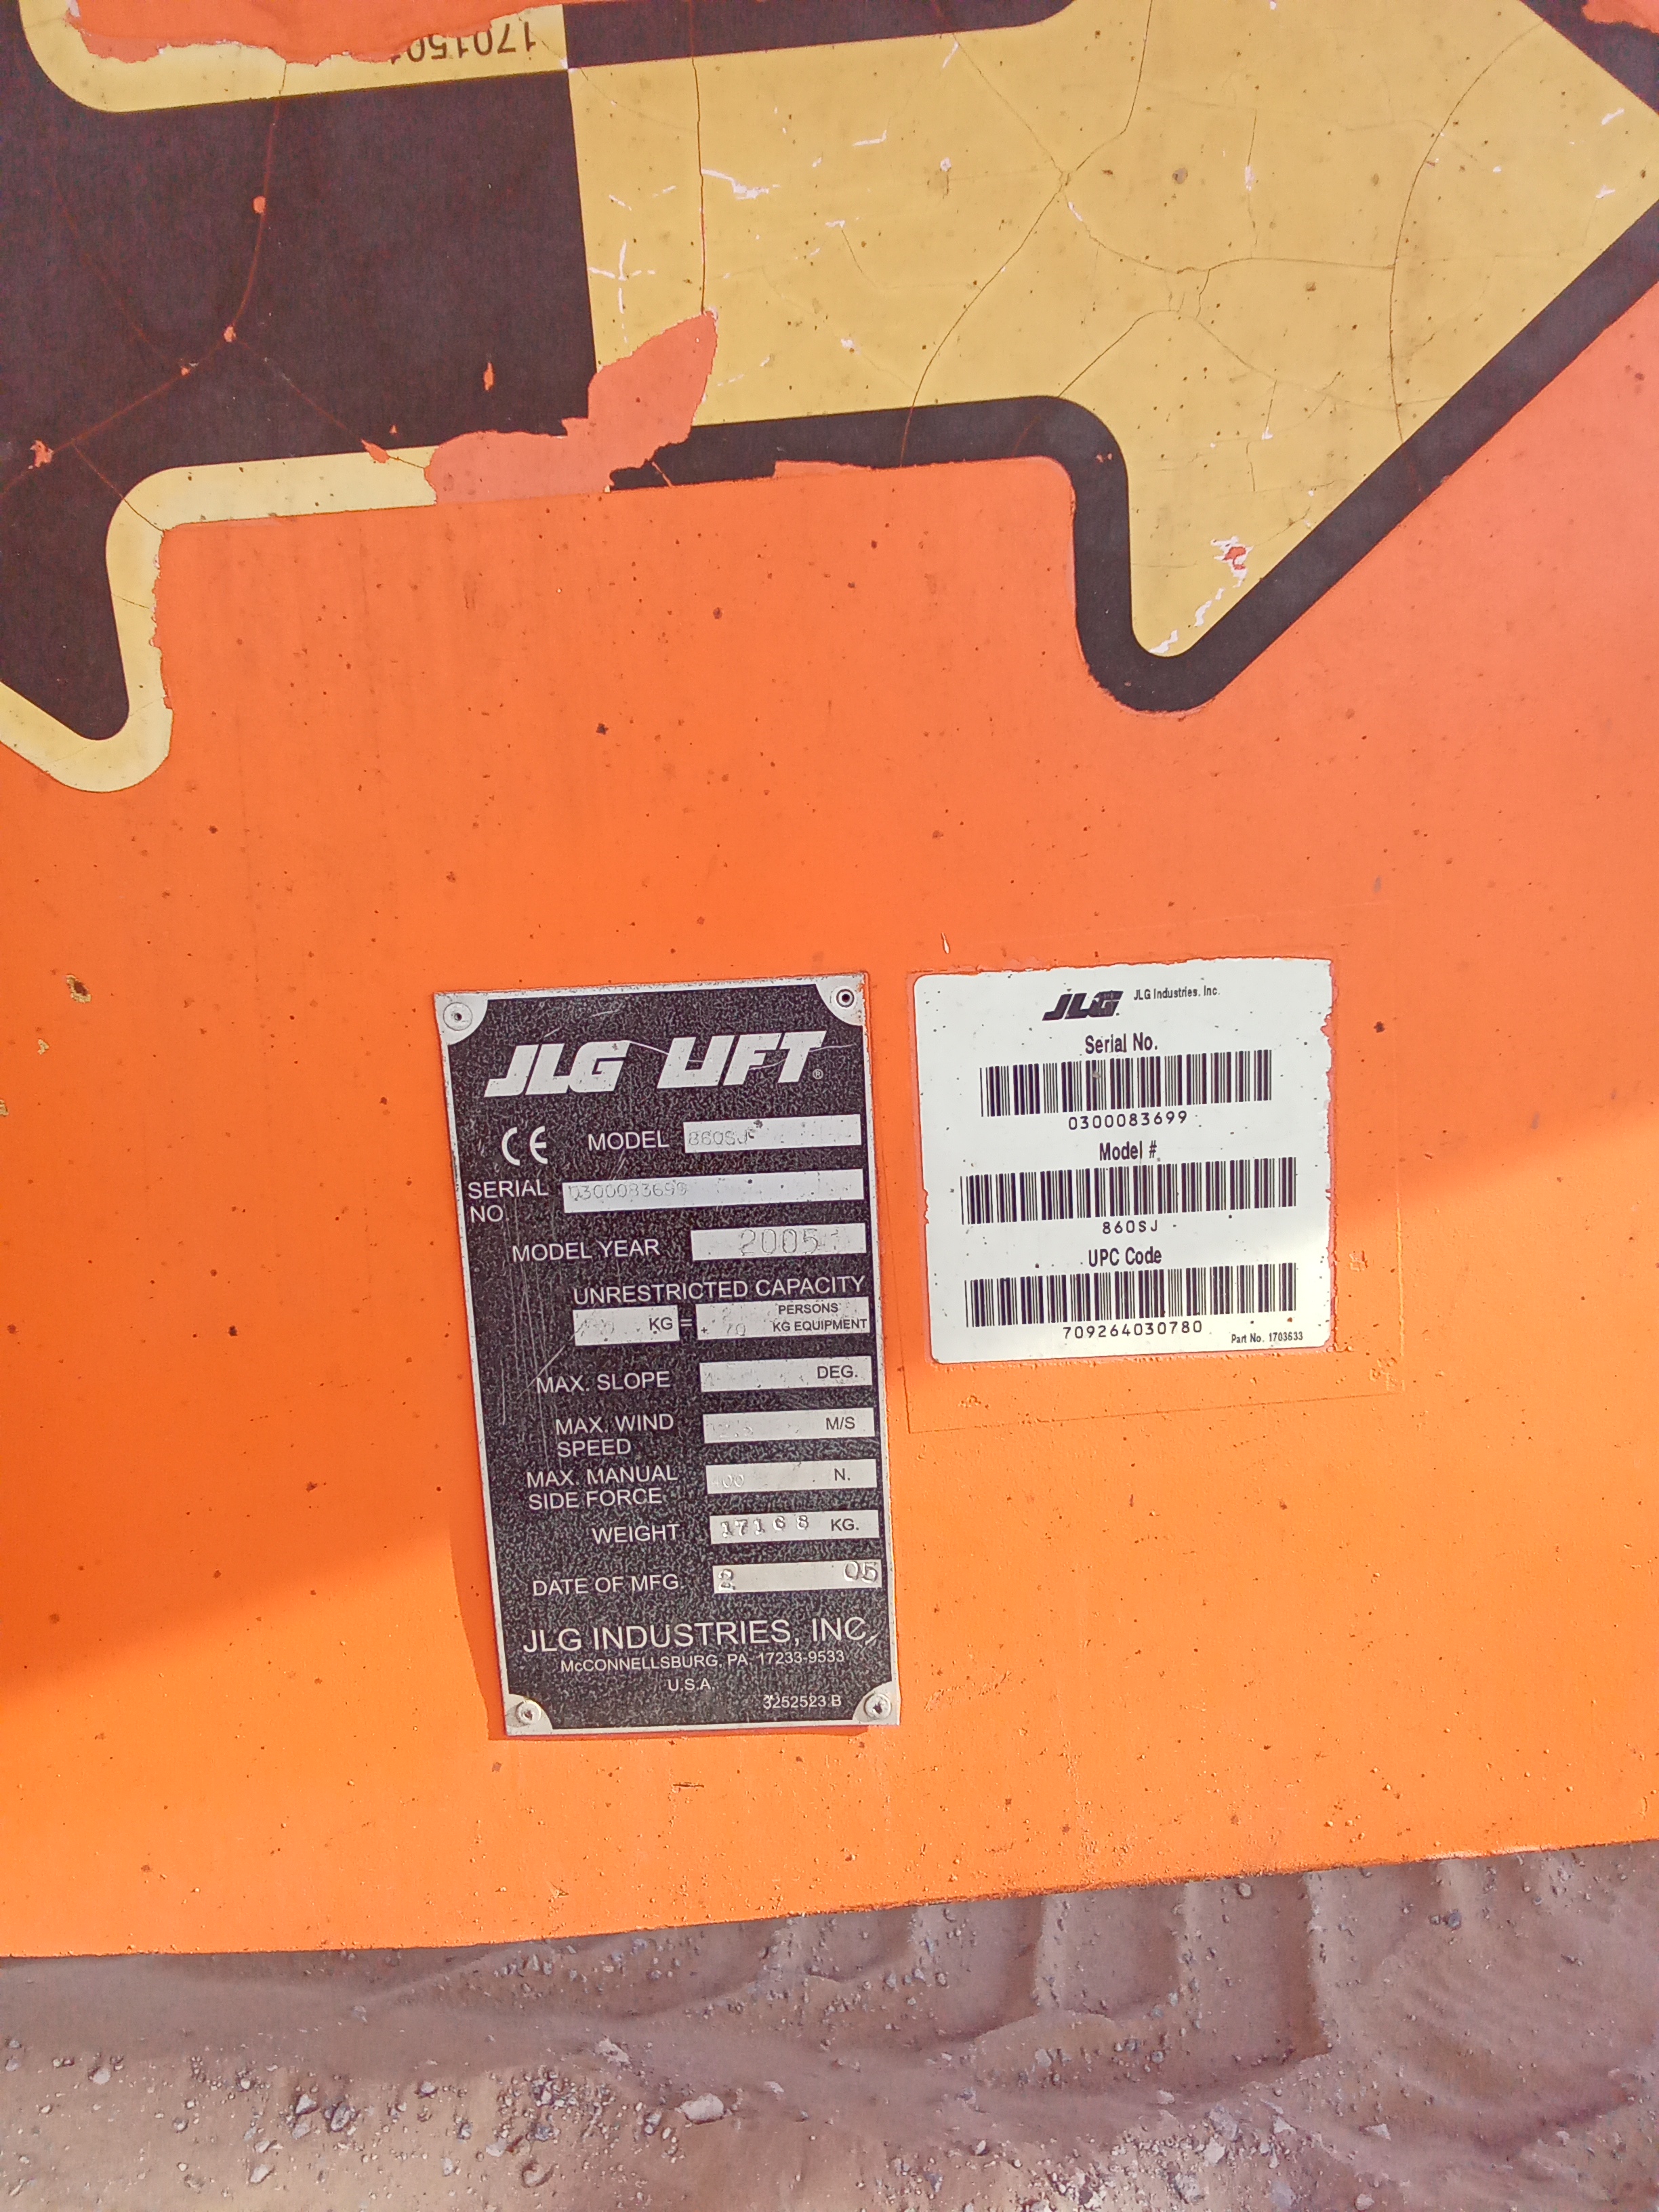 170150
JLG LIFT®
CE
MODEL 860SJ
SERIAL NO. 0300083699
MODEL YEAR 2005
UNRESTRICTED CAPACITY
KG = PERSONS
+ 70 KG EQUIPMENT
MAX. SLOPE DEG.
MAX. WIND SPEED M/S
MAX. MANUAL SIDE FORCE N.
WEIGHT 17168 KG.
DATE OF MFG. 2 05
JLG INDUSTRIES, INC.
McCONNELLSBURG, PA 17233-9533
U.S.A.
3252523 B
JLG JLG Industries, Inc.
Serial No.
0300083699
Model #
860SJ
UPC Code
709264030780
Part No. 1703633